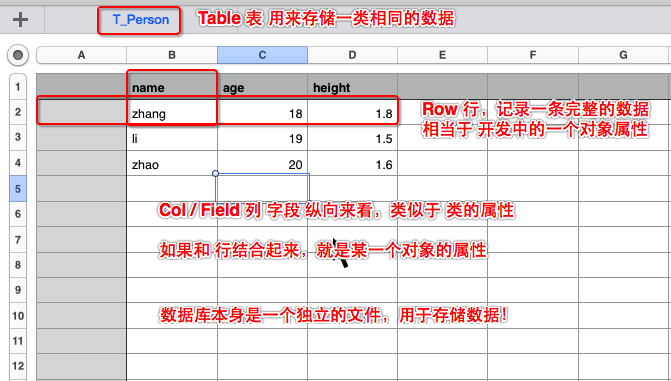 T_Person
Table 表 用来存储一类相同的数据
A B C D E F G
1 name age height
2 zhang 18 1.8
Row 行，记录一条完整的数据
相当于 开发中的一个对象属性
3 li 19 1.5
4 zhao 20 1.6
5
6
Col / Field 列 字段 纵向来看，类似于 类的属性
7
如果和 行结合起来，就是某一个对象的属性
8
9
10
数据库本身是一个独立的文件，用于存储数据！
11
12